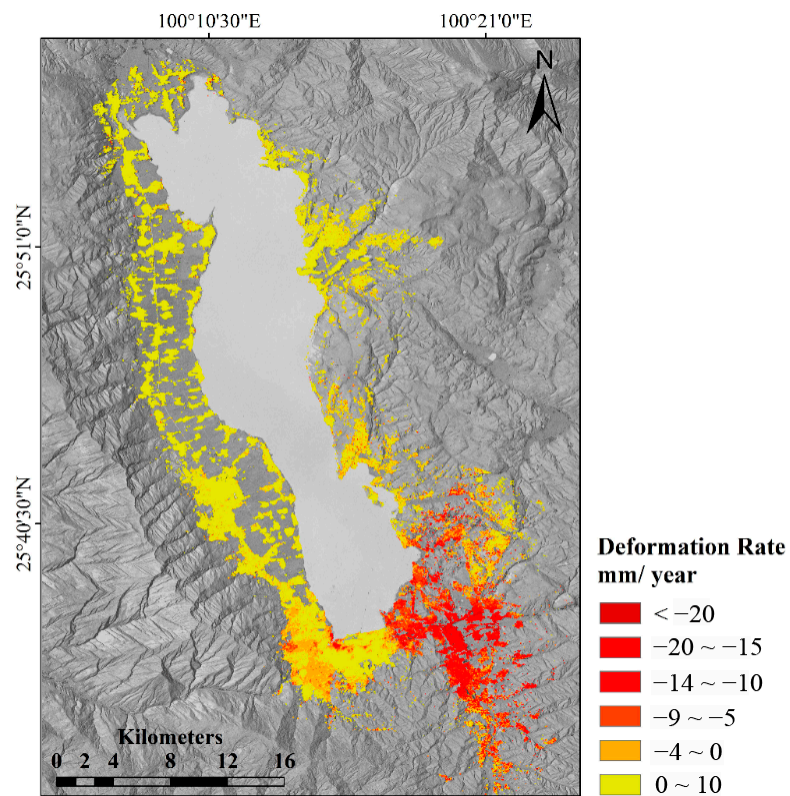 100°10'30"E 100°21'0"E
N
25°51'0"N
25°40'30"N
Deformation Rate
mm/ year
< −20
−20 ~ −15
−14 ~ −10
−9 ~ −5
−4 ~ 0
0 ~ 10
Kilometers
0 2 4 8 12 16